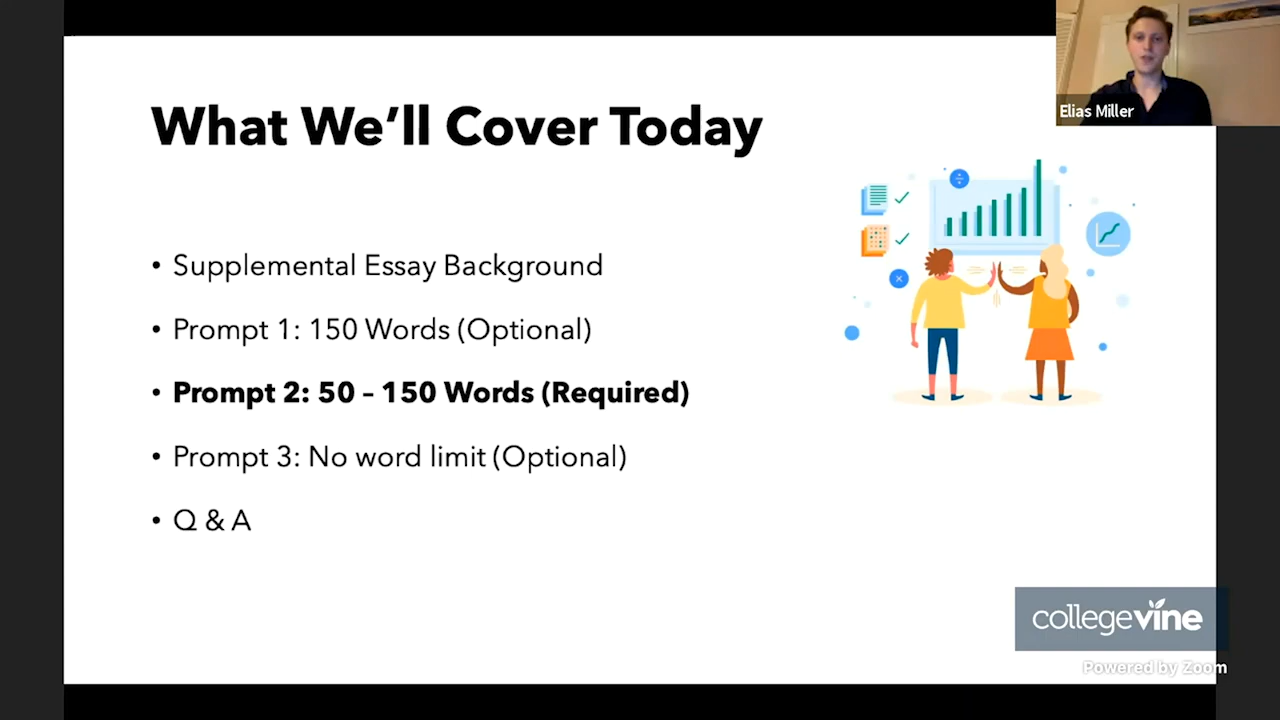 What We'll Cover Today
Elias Miller
• Supplemental Essay Background
• Prompt 1: 150 Words (Optional)
• Prompt 2: 50 – 150 Words (Required)
• Prompt 3: No word limit (Optional)
• Q & A
collegevine
Powered by Zoom